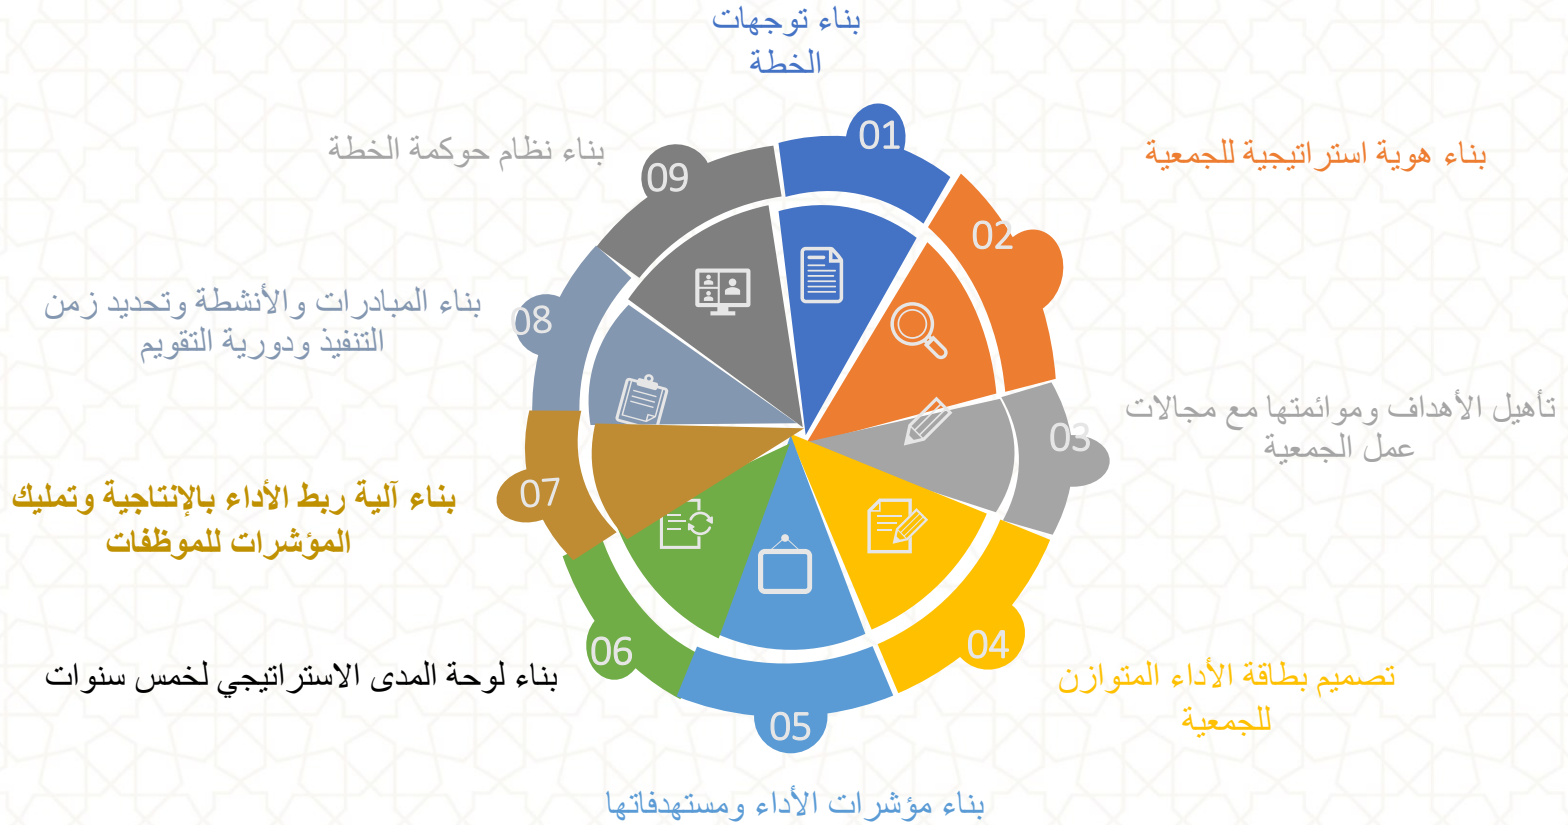 بناء توجهات
الخطة
01
بناء هوية استراتيجية للجمعية
02
تأهيل الأهداف وموائمتها مع مجالات
عمل الجمعية
03
تصميم بطاقة الأداء المتوازن
للجمعية
04
بناء مؤشرات الأداء ومستهدفاتها
05
بناء لوحة المدى الاستراتيجي لخمس سنوات
06
بناء آلية ربط الأداء بالإنتاجية وتمليك
المؤشرات للموظفات
07
بناء المبادرات والأنشطة وتحديد زمن
التنفيذ ودورية التقويم
08
بناء نظام حوكمة الخطة
09